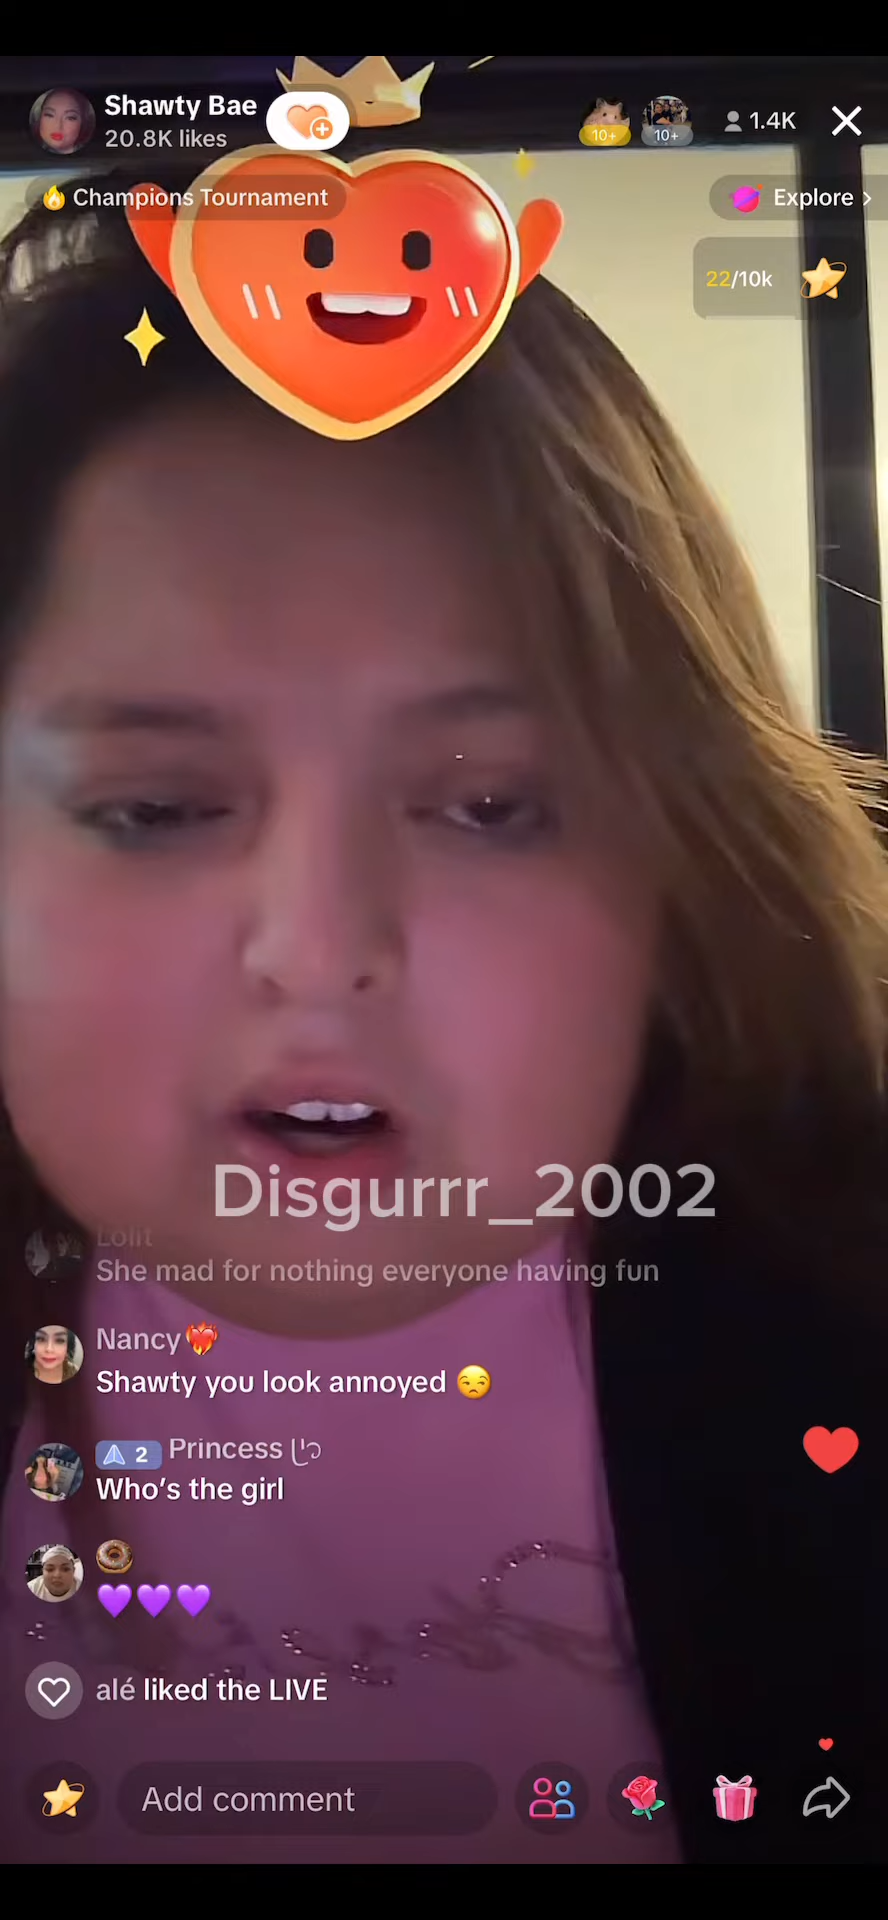 Shawty Bae
20.8K likes
10+
10+
1.4K
Champions Tournament
Explore >
22/10k
Disgurrr_2002
Lolit
She mad for nothing everyone having fun
Nancy❤️‍🔥
Shawty you look annoyed 😒
2 Princess
Who's the girl
🍩
💜💜💜
alé liked the LIVE
Add comment